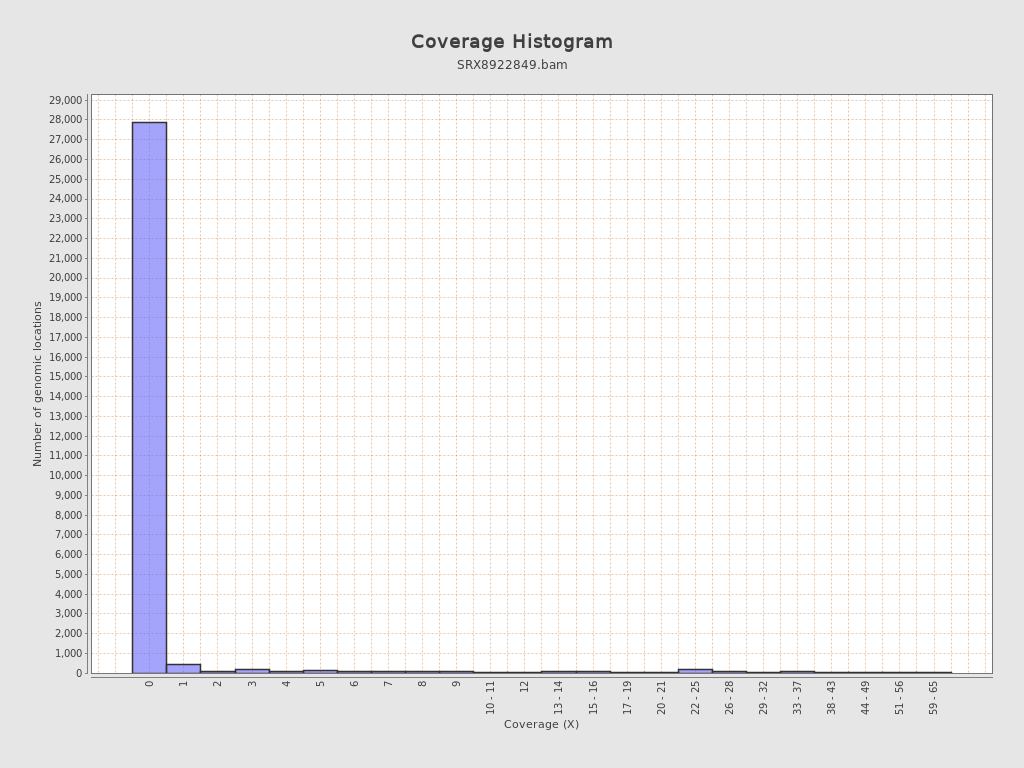 Coverage Histogram
SRX8922849.bam
29,000
28,000
27,000
26,000
25,000
24,000
23,000
22,000
21,000
20,000
19,000
18,000
17,000
16,000
15,000
14,000
13,000
12,000
11,000
10,000
9,000
8,000
7,000
6,000
5,000
4,000
3,000
2,000
1,000
0
Number of genomic locations
0
1
2
3
4
5
6
7
8
9
10 - 11
12
13 - 14
15 - 16
17 - 19
20 - 21
22 - 25
26 - 28
29 - 32
33 - 37
38 - 43
44 - 49
51 - 56
59 - 65
Coverage (X)